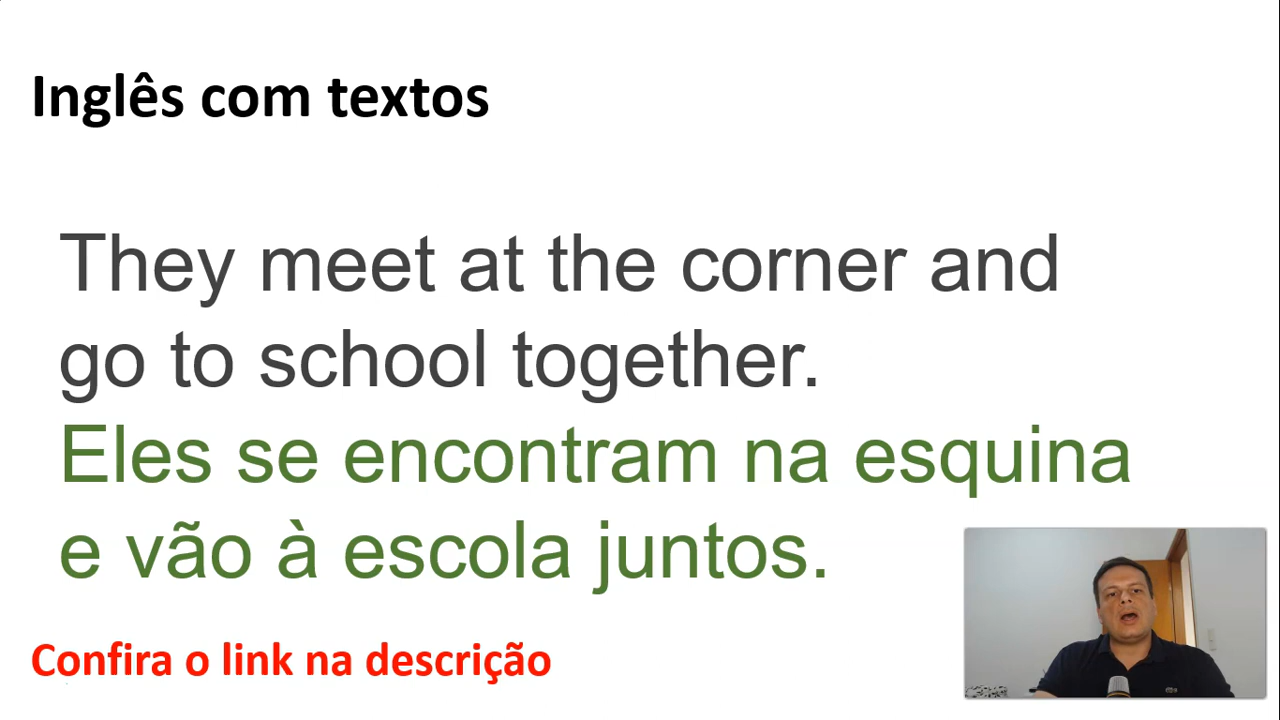 Inglês com textos
They meet at the corner and
go to school together.
Eles se encontram na esquina
e vão à escola juntos.
Confira o link na descrição